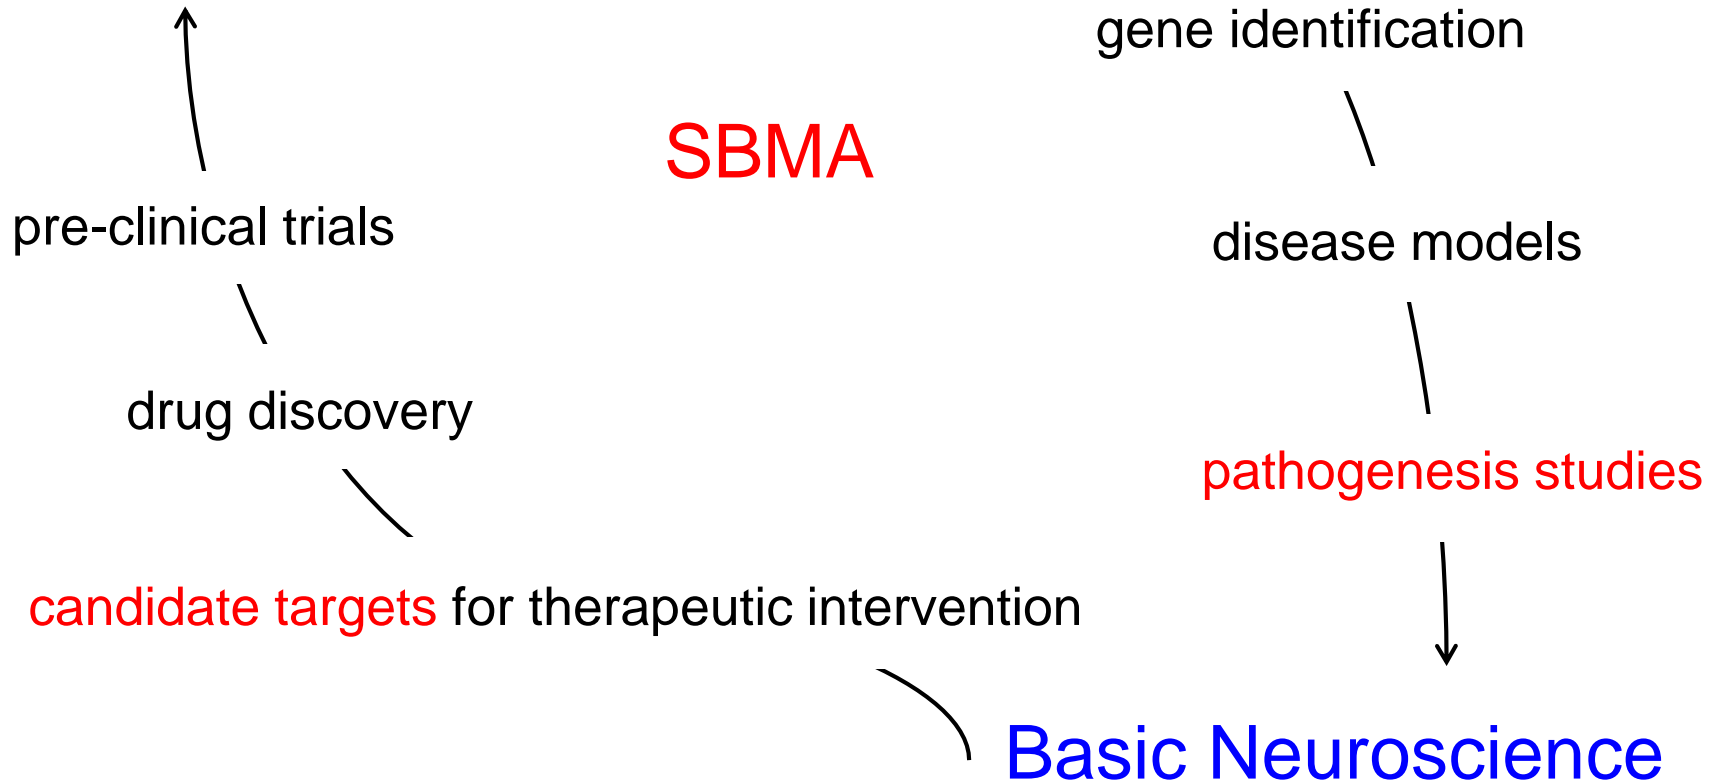 gene identification
SBMA
pre-clinical trials
disease models
drug discovery
pathogenesis studies
candidate targets for therapeutic intervention
Basic Neuroscience